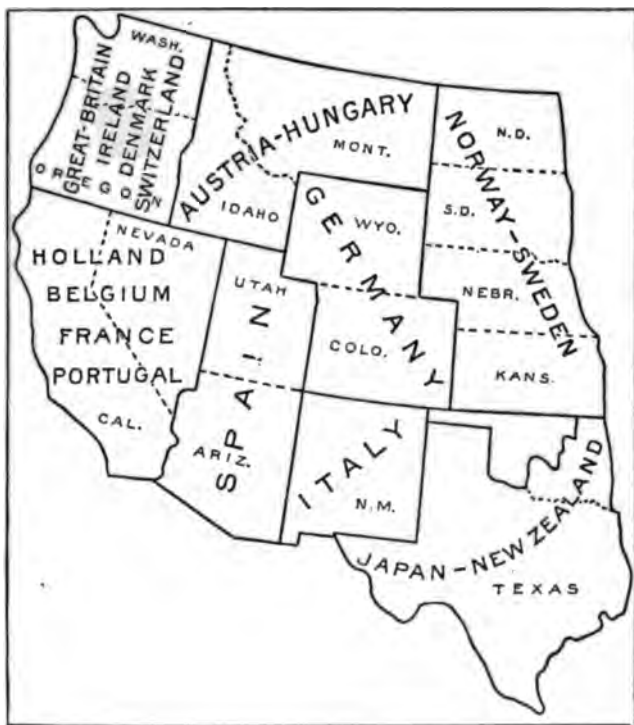 WASH.
GREAT-BRITAIN
IRELAND
DENMARK
SWITZERLAND
OREGON
AUSTRIA-HUNGARY
MONT.
IDAHO
NORWAY-SWEDEN
N.D.
S.D.
NEBR.
KANS.
GERMANY
WYO.
COLO.
NEVADA
HOLLAND
BELGIUM
FRANCE
PORTUGAL
CAL.
UTAH
SPAIN
ARIZ.
ITALY
N.M.
JAPAN-NEW ZEALAND
TEXAS